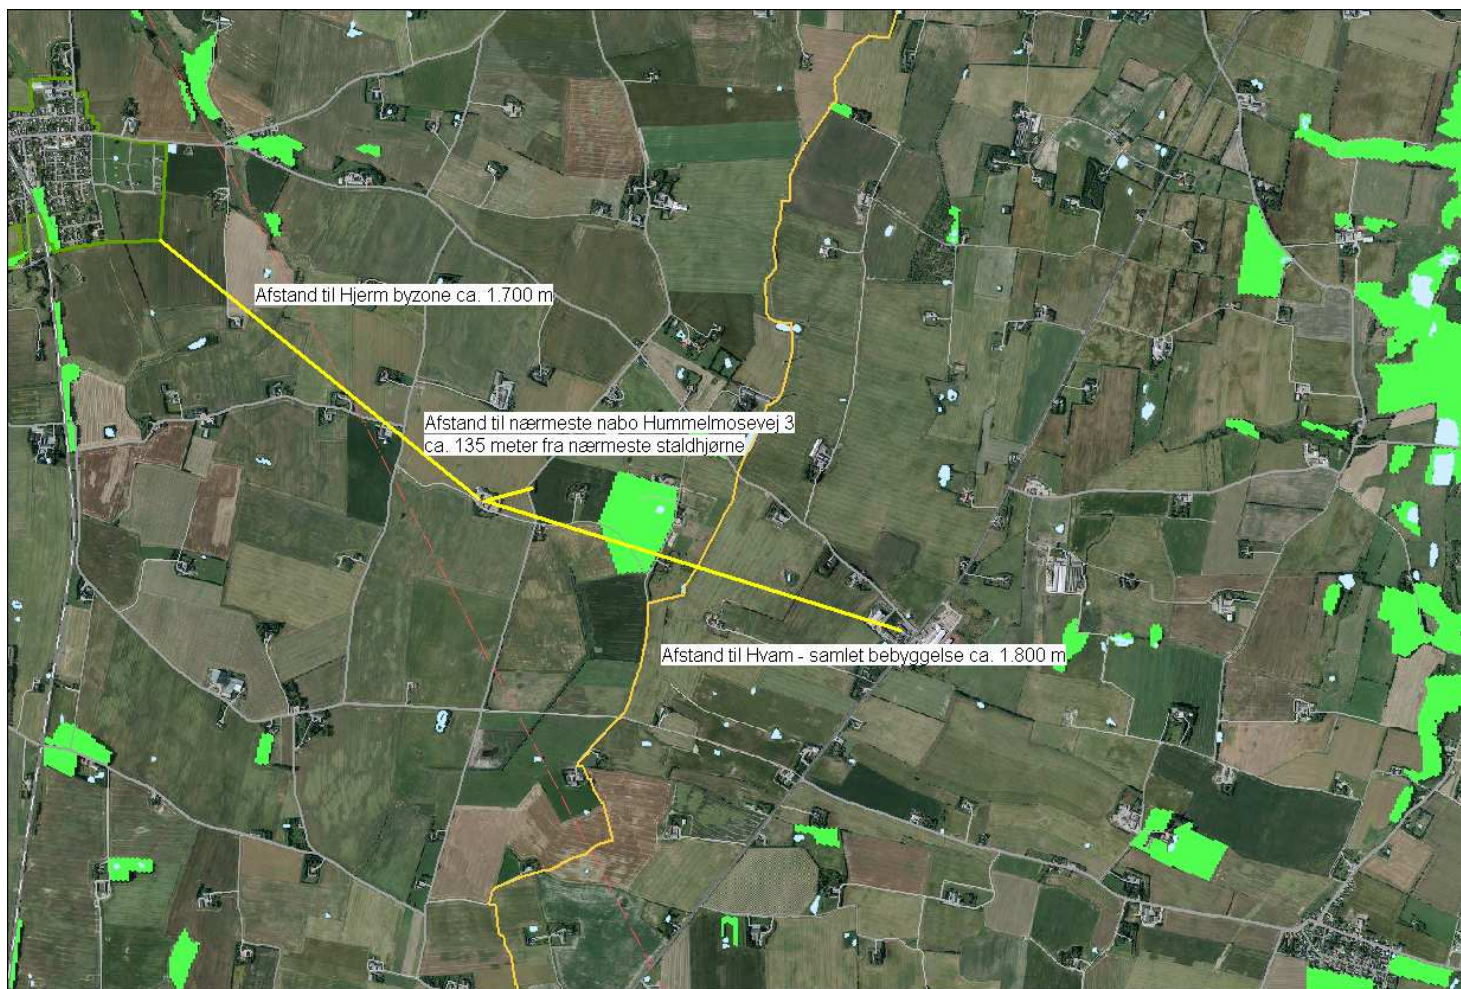 Afstand til Hjerm byzone ca. 1.700 m
Afstand til nærmeste nabo Hummelmosevej 3
ca. 135 meter fra nærmeste staldhjørne
Afstand til Hvam - samlet bebyggelse ca. 1.800 m